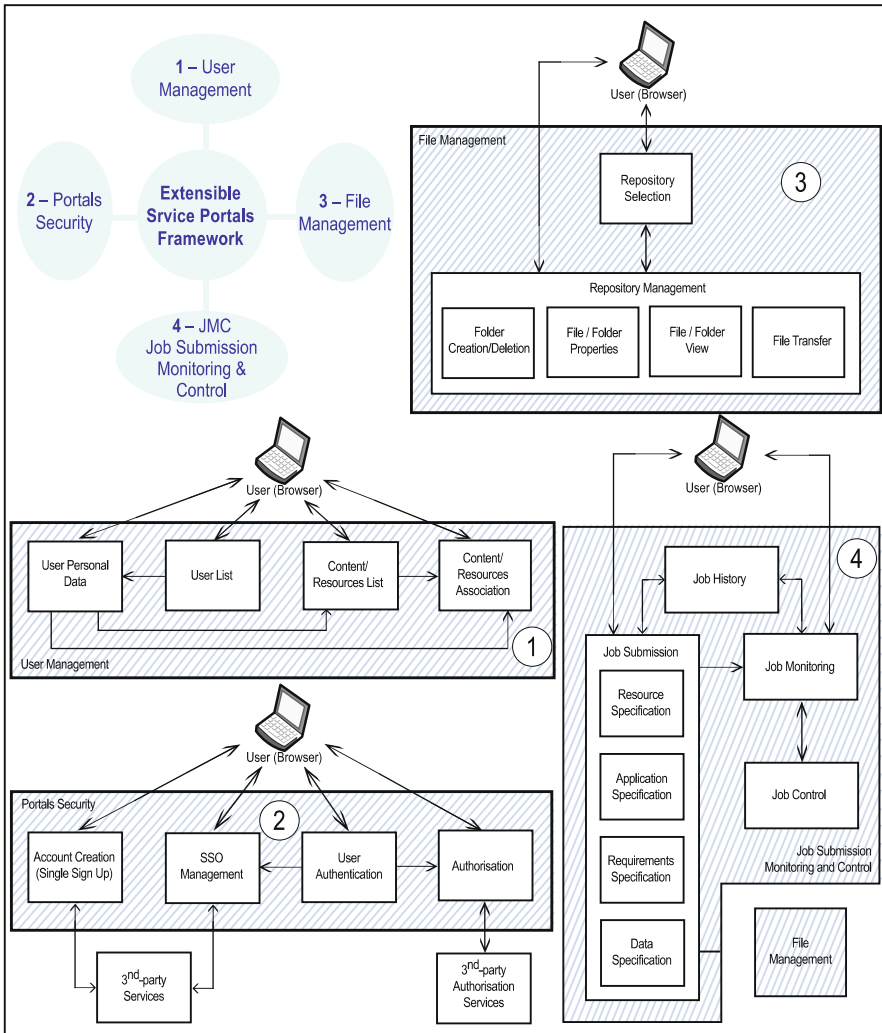 1 – User
Management
2 – Portals
Security
Extensible
Srvice Portals
Framework
3 – File
Management
4 – JMC
Job Submission
Monitoring &
Control
User (Browser)
File Management
3
Repository
Selection
Repository Management
Folder
Creation/Deletion
File / Folder
Properties
File / Folder
View
File Transfer
User (Browser)
User Personal
Data
User List
Content/
Resources List
Content/
Resources
Association
1
User Management
User (Browser)
Portals Security
2
Account Creation
(Single Sign Up)
SSO
Management
User
Authentication
Authorisation
3nd-party
Services
3nd-party
Authorisation
Services
User (Browser)
4
Job History
Job Submission
Resource
Specification
Application
Specification
Requirements
Specification
Data
Specification
Job Monitoring
Job Control
Job Submission
Monitoring and Control
File
Management